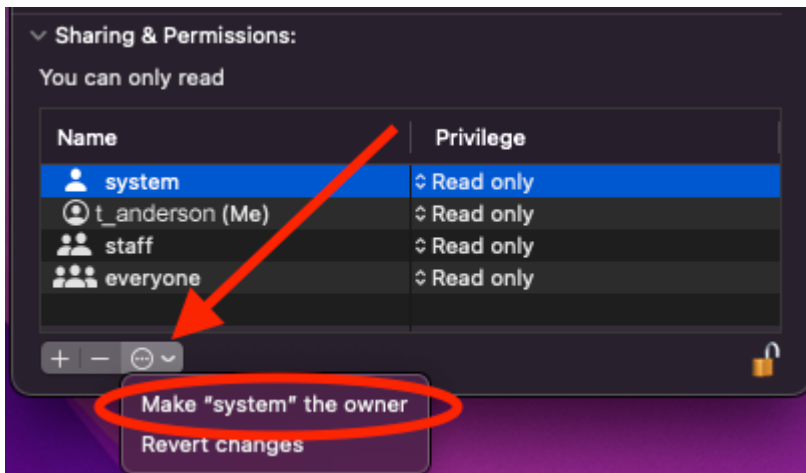 Sharing & Permissions:
You can only read
Name Privilege
system Read only
t_anderson (Me) Read only
staff Read only
everyone Read only
Make "system" the owner
Revert changes